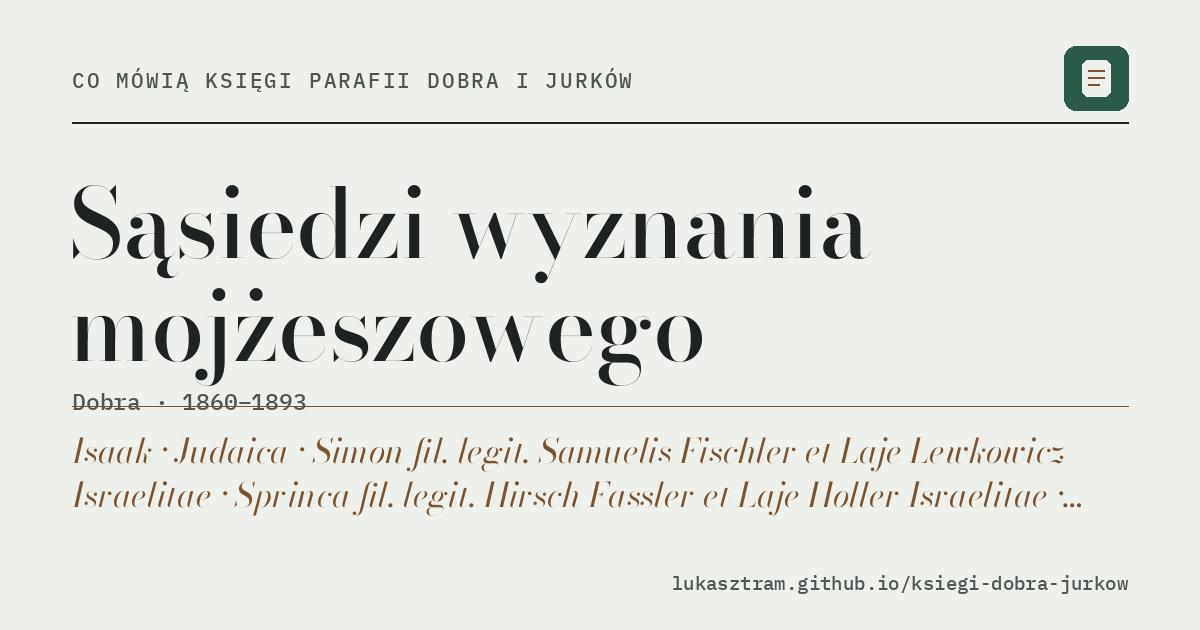 CO MÓWIĄ KSIĘGI PARAFII DOBRA I JURKÓW
Sąsiedzi wyznania
mojżeszowego
Dobra · 1860–1893
Isaak · Judaica · Simon fil. legit. Samuelis Fischler et Laje Lewkowicz
Israelitae · Sprinca fil. legit. Hirsch Fassler et Laje Holler Israelitae ·…
lukasztram.github.io/ksiegi-dobra-jurkow